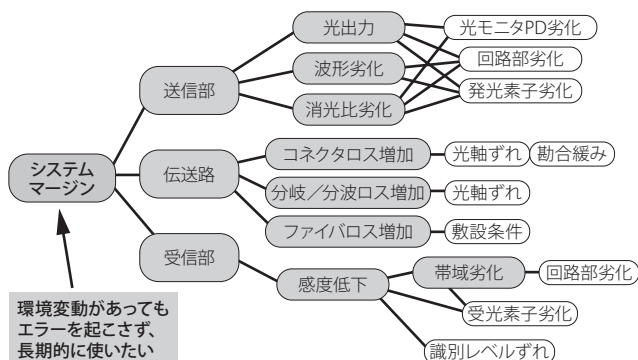 光出力
光モニタPD劣化
波形劣化
回路部劣化
送信部
発光素子劣化
消光比劣化
システム
マージン
伝送路
コネクタロス増加
光軸ずれ
勘合緩み
分岐／分波ロス増加
光軸ずれ
ファイバロス増加
敷設条件
受信部
感度低下
帯域劣化
回路部劣化
受光素子劣化
識別レベルずれ
環境変動があっても
エラーを起こさず、
長期的に使いたい